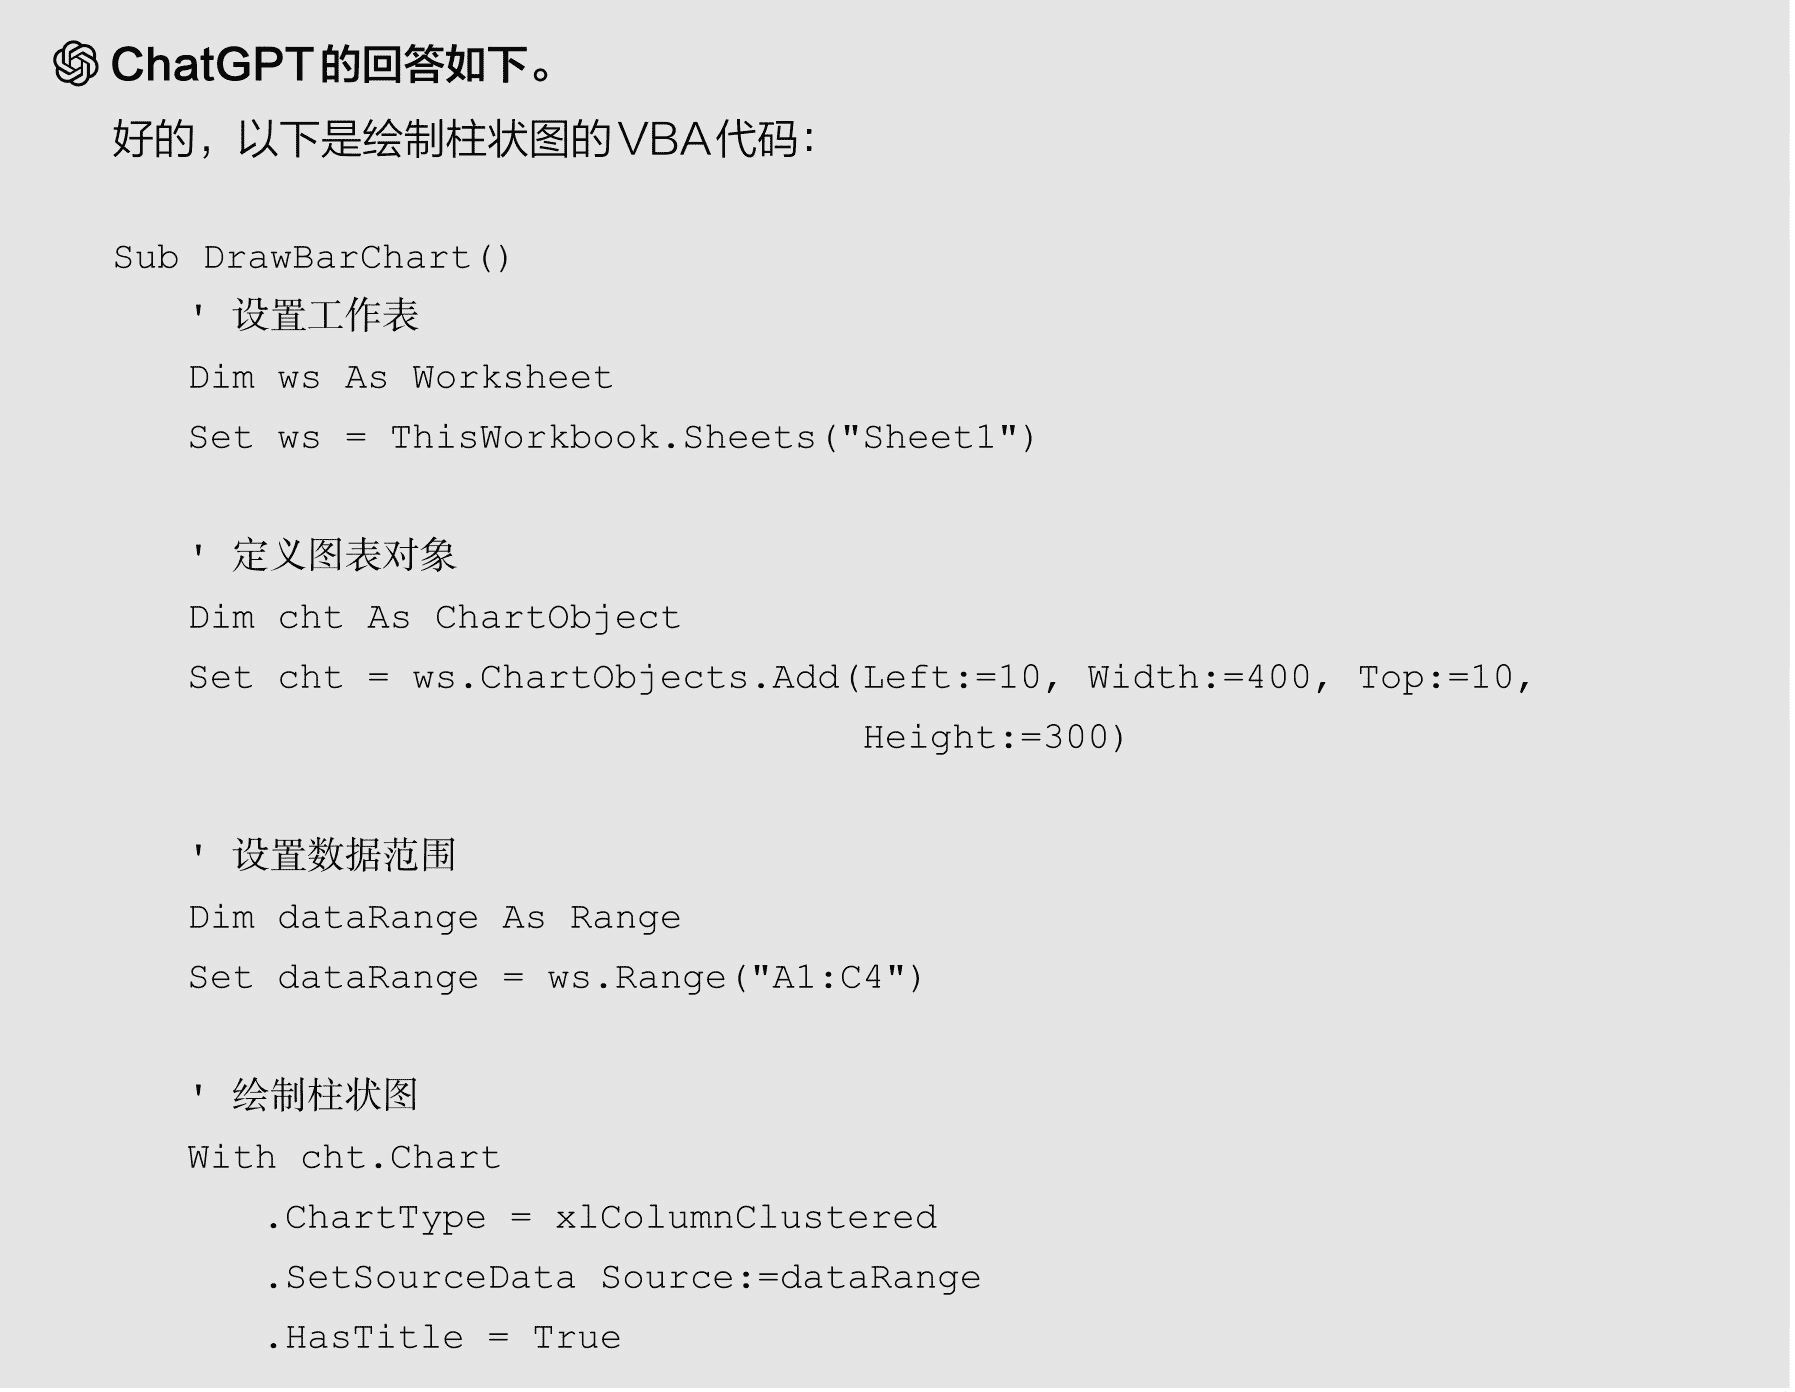 ChatGPT的回答如下。
好的，以下是绘制柱状图的VBA代码：
Sub DrawBarChart()
' 设置工作表
Dim ws As Worksheet
Set ws = ThisWorkbook.Sheets("Sheet1")
' 定义图表对象
Dim cht As ChartObject
Set cht = ws.ChartObjects.Add(Left:=10, Width:=400, Top:=10,
Height:=300)
' 设置数据范围
Dim dataRange As Range
Set dataRange = ws.Range("A1:C4")
' 绘制柱状图
With cht.Chart
.ChartType = xlColumnClustered
.SetSourceData Source:=dataRange
.HasTitle = True